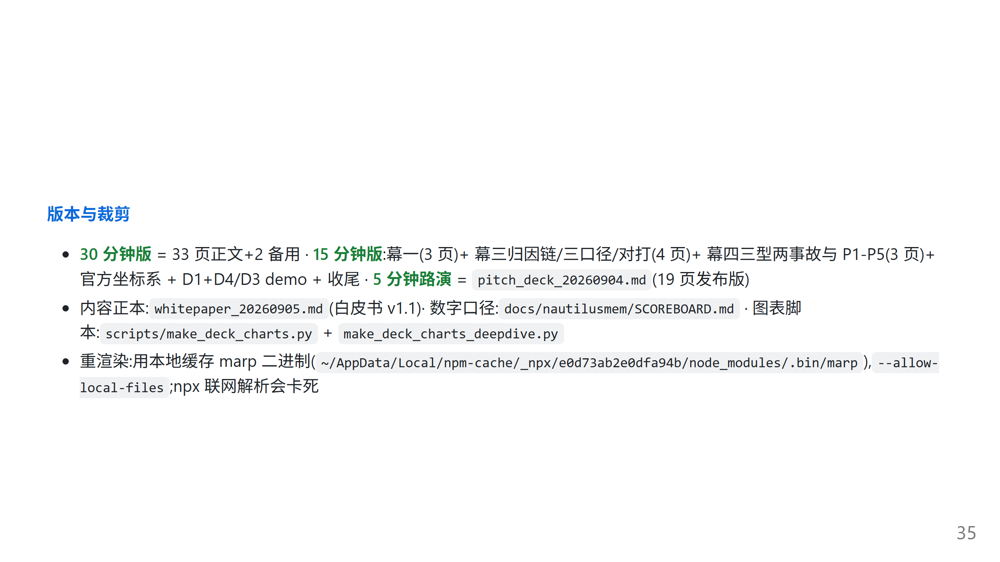 版本与裁剪
30 分钟版 = 33 页正文+2 备用 · 15 分钟版:幕一(3 页)+ 幕三归因链/三口径/对打(4 页)+ 幕四三型两事故与 P1-P5(3 页)+
官方坐标系 + D1+D4/D3 demo + 收尾 · 5 分钟路演 = pitch_deck_20260904.md(19 页发布版)
内容正本:whitepaper_20260905.md(白皮书 v1.1)· 数字口径:docs/nautilusmem/SCOREBOARD.md · 图表脚
本:scripts/make_deck_charts.py + make_deck_charts_deepdive.py
重渲染:用本地缓存 marp 二进制(~/AppData/Local/npm-cache/_npx/e0d73ab2e0dfa94b/node_modules/.bin/marp),--allow-
local-files;npx 联网解析会卡死
35